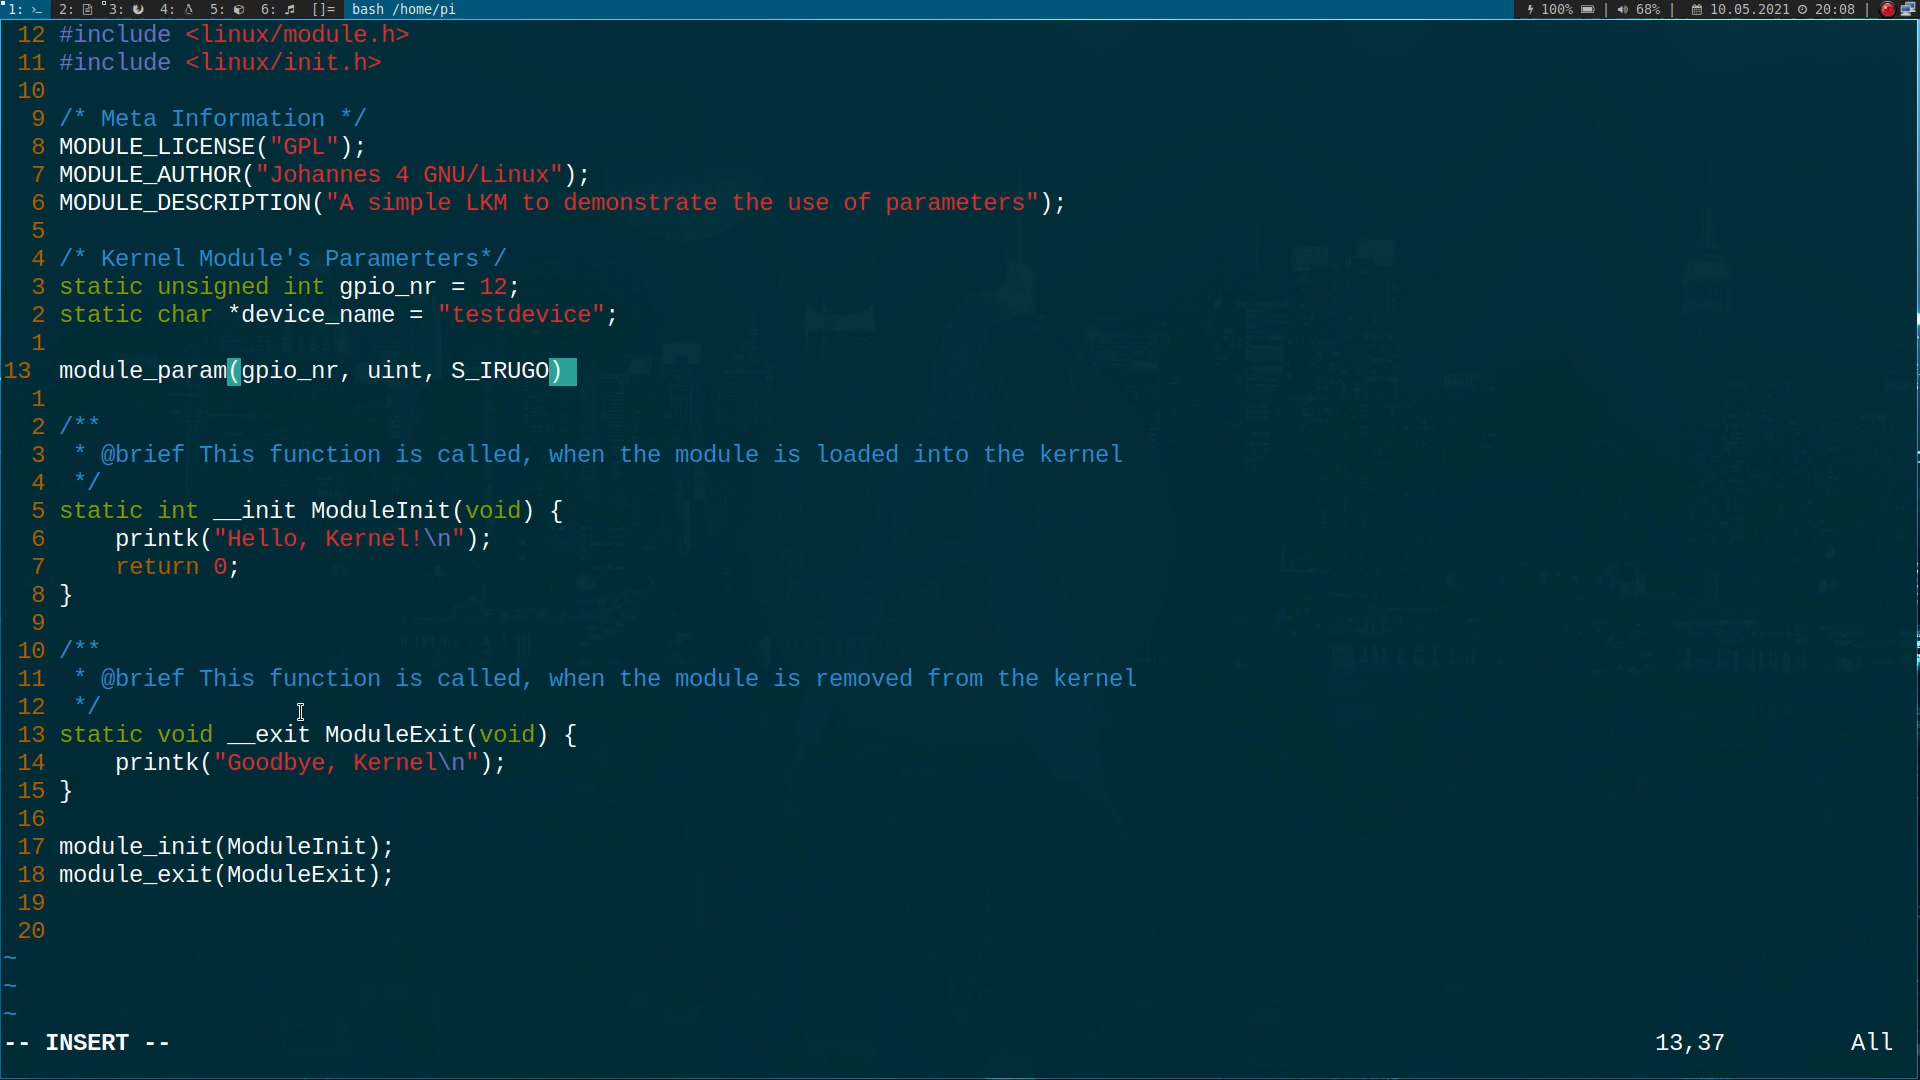 1: 2: 3: 4: 5: 6: []= bash /home/pi 100% | 68% | 10.05.2021 20:08 |
12 #include <linux/module.h>
11 #include <linux/init.h>
10
9 /* Meta Information */
8 MODULE_LICENSE("GPL");
7 MODULE_AUTHOR("Johannes 4 GNU/Linux");
6 MODULE_DESCRIPTION("A simple LKM to demonstrate the use of parameters");
5
4 /* Kernel Module's Paramerters*/
3 static unsigned int gpio_nr = 12;
2 static char *device_name = "testdevice";
1
13 module_param(gpio_nr, uint, S_IRUGO)
1
2 /**
3  * @brief This function is called, when the module is loaded into the kernel
4  */
5 static int __init ModuleInit(void) {
6     printk("Hello, Kernel!\n");
7     return 0;
8 }
9
10 /**
11  * @brief This function is called, when the module is removed from the kernel
12  */
13 static void __exit ModuleExit(void) {
14     printk("Goodbye, Kernel\n");
15 }
16
17 module_init(ModuleInit);
18 module_exit(ModuleExit);
19
20
~
~
~
-- INSERT -- 13,37 All